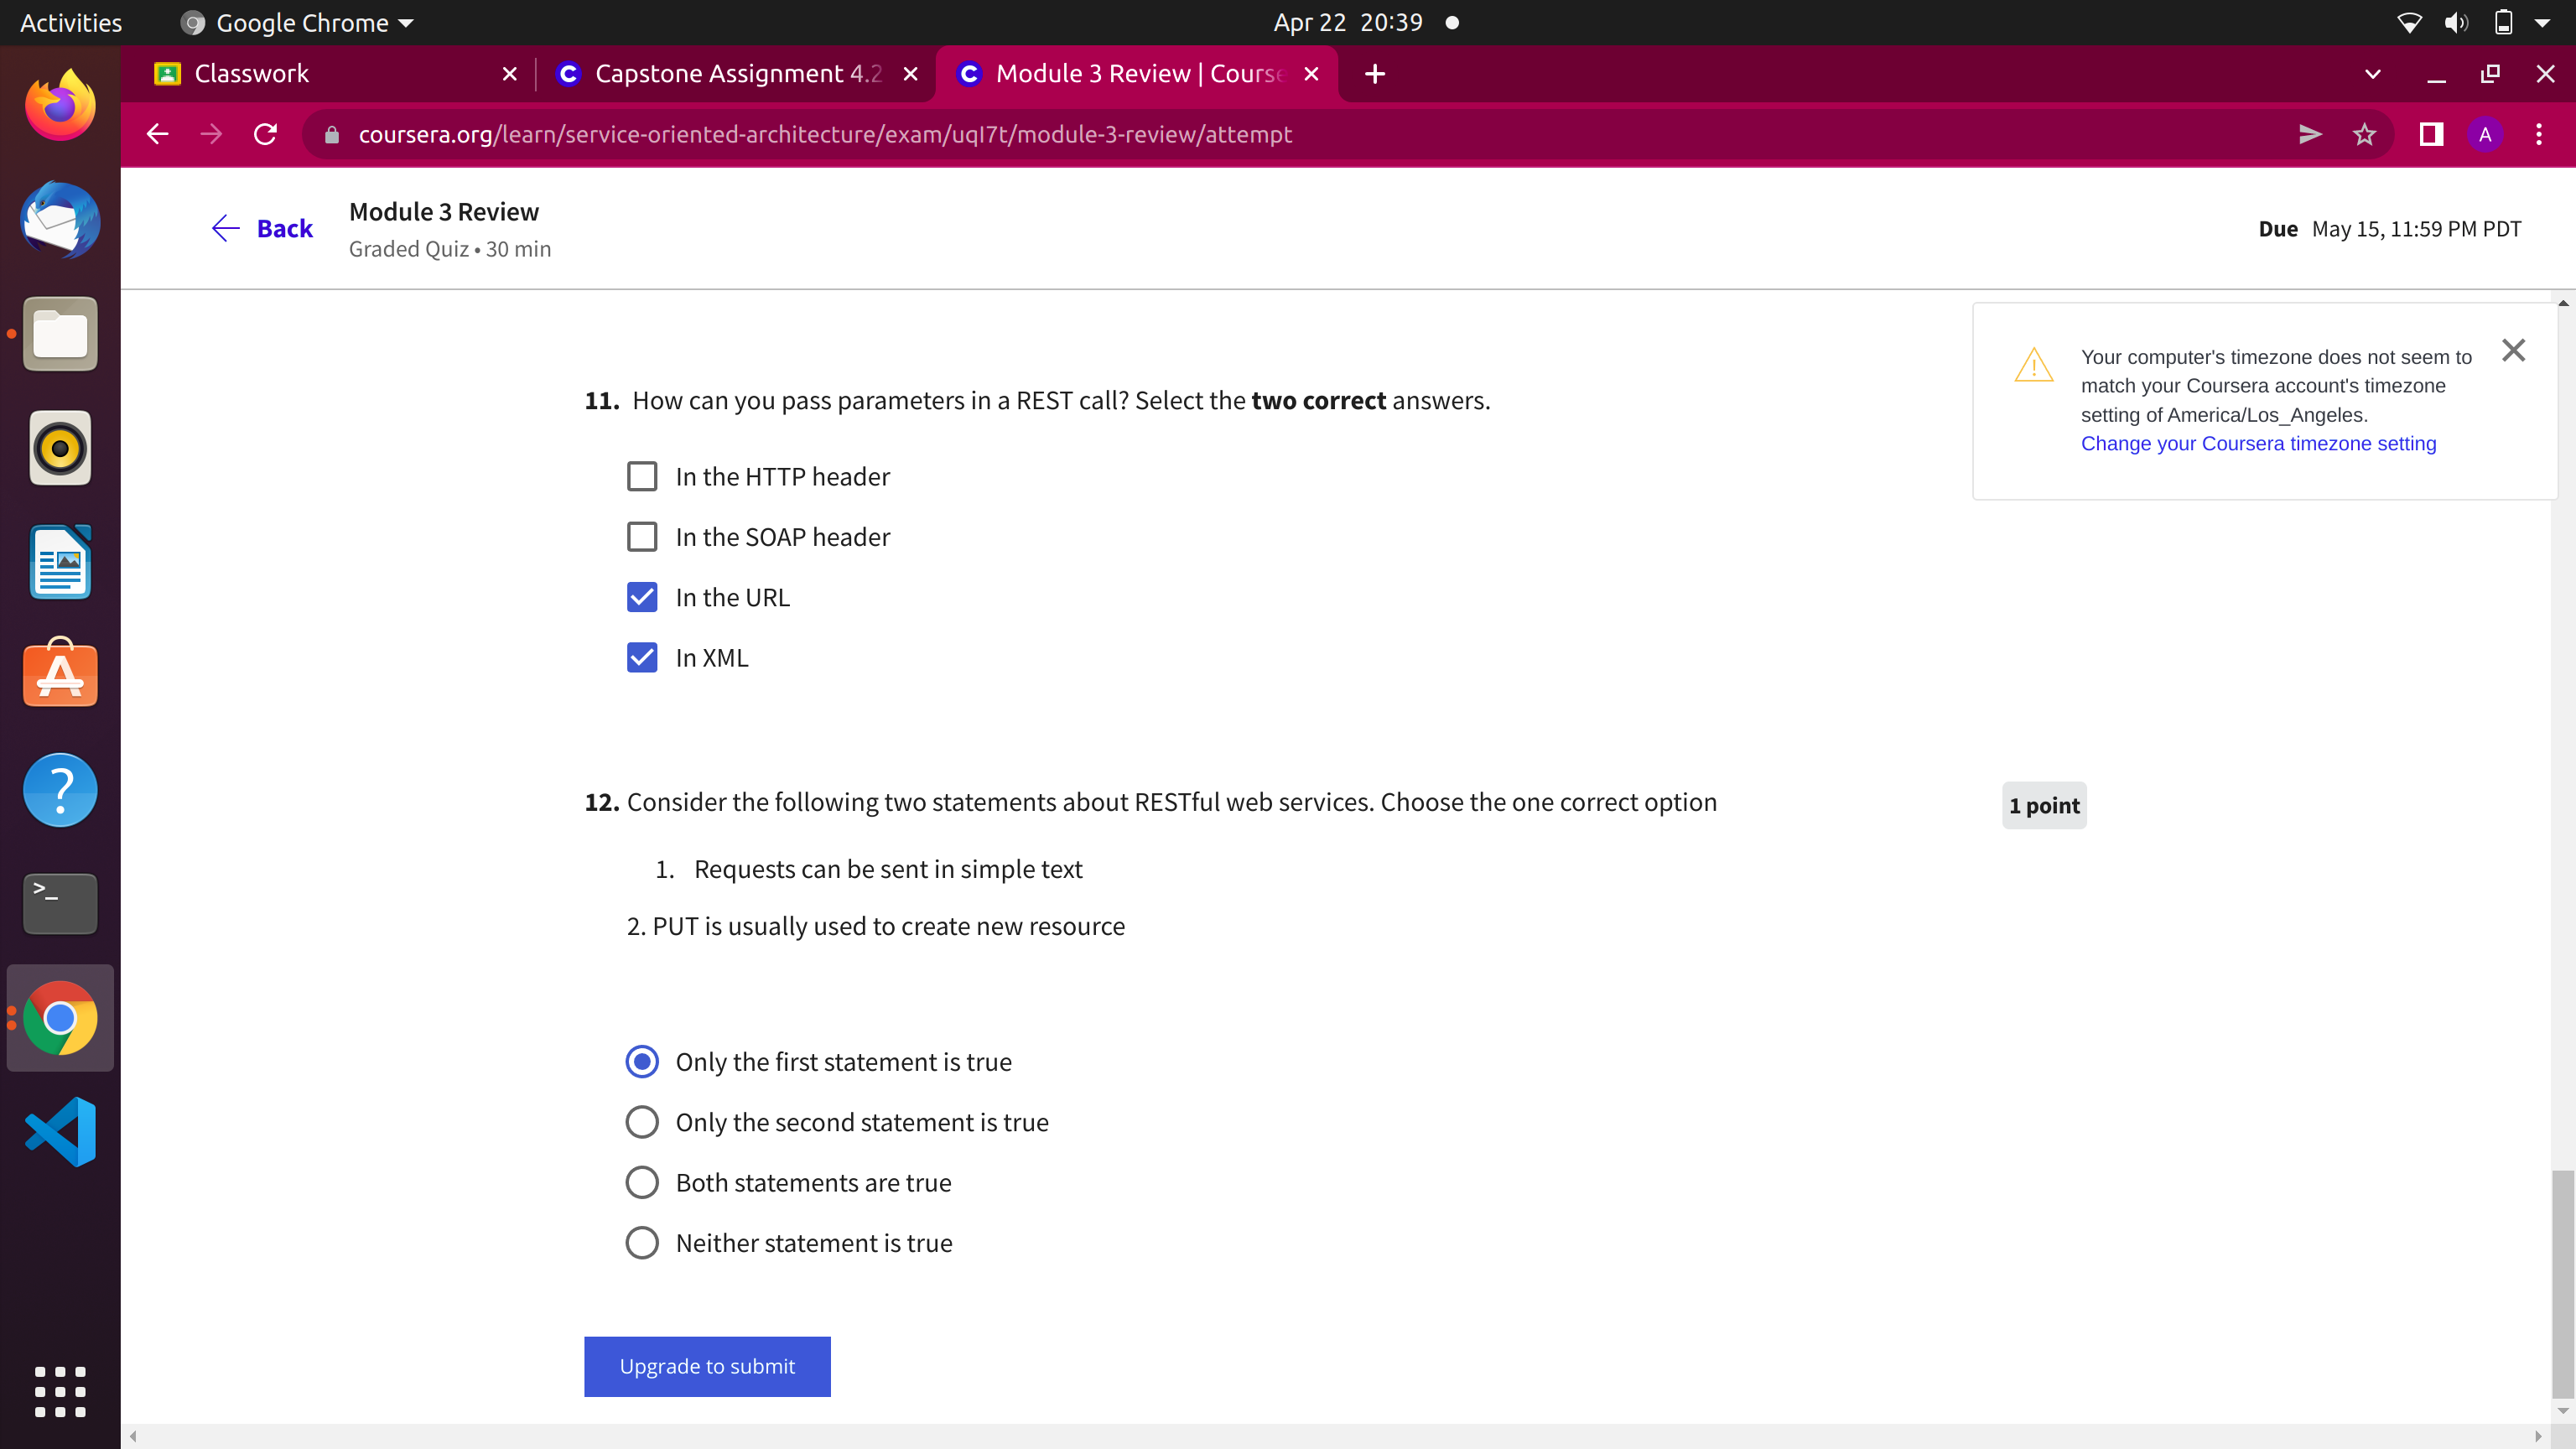 Activities Google Chrome Apr 22 20:39
Classwork Capstone Assignment 4.2 Module 3 Review | Course
coursera.org/learn/service-oriented-architecture/exam/uqI7t/module-3-review/attempt A
Back
Module 3 Review
Graded Quiz • 30 min
Due May 15, 11:59 PM PDT
Your computer's timezone does not seem to
match your Coursera account's timezone
setting of America/Los_Angeles.
Change your Coursera timezone setting
11. How can you pass parameters in a REST call? Select the two correct answers.
In the HTTP header
In the SOAP header
In the URL
In XML
12. Consider the following two statements about RESTful web services. Choose the one correct option
1 point
1. Requests can be sent in simple text
2. PUT is usually used to create new resource
Only the first statement is true
Only the second statement is true
Both statements are true
Neither statement is true
Upgrade to submit